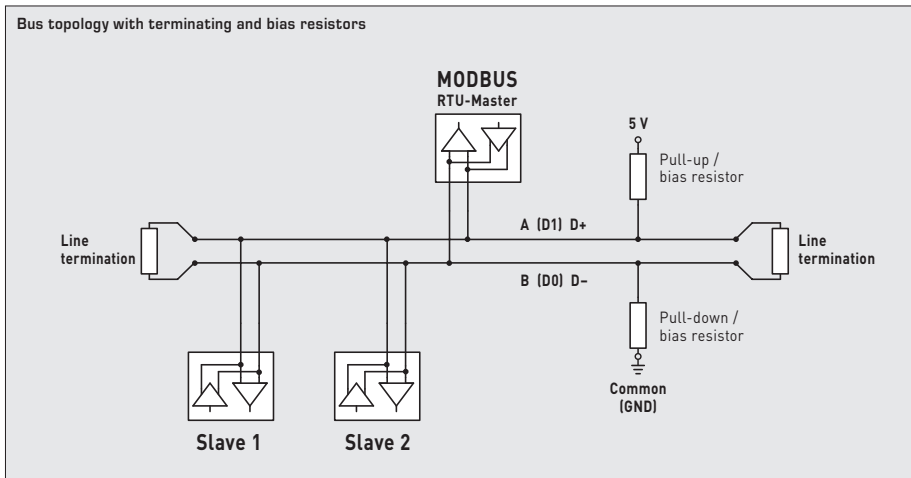 Bus topology with terminating and bias resistors
MODBUS
RTU-Master
5 V
Pull-up /
bias resistor
A (D1) D+
Line
termination
Line
termination
B (D0) D–
Pull-down /
bias resistor
Common
(GND)
Slave 1
Slave 2